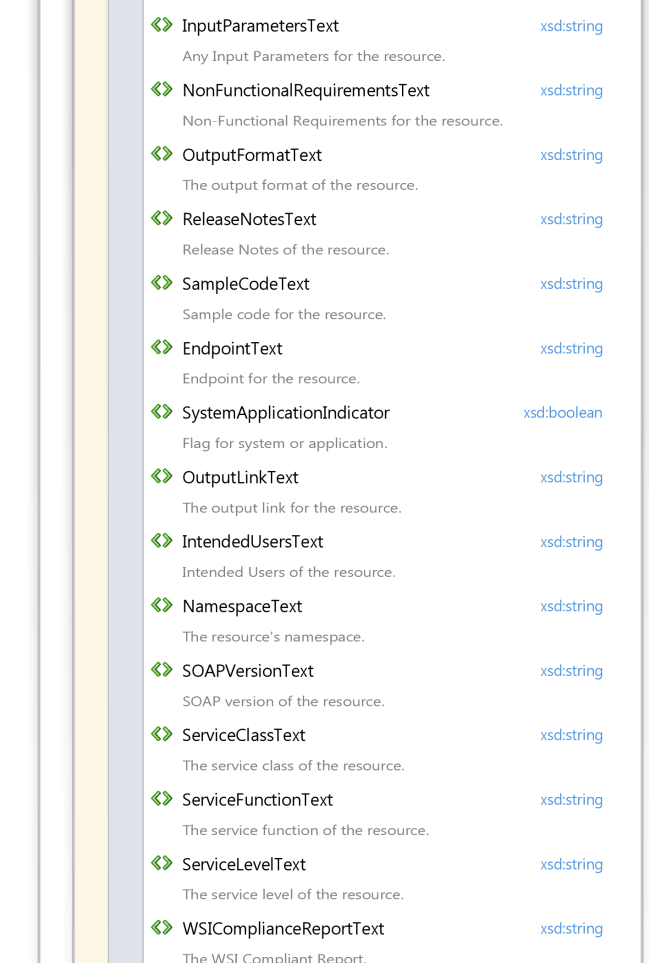 InputParametersText xsd:string
Any Input Parameters for the resource.
NonFunctionalRequirementsText xsd:string
Non-Functional Requirements for the resource.
OutputFormatText xsd:string
The output format of the resource.
ReleaseNotesText xsd:string
Release Notes of the resource.
SampleCodeText xsd:string
Sample code for the resource.
EndpointText xsd:string
Endpoint for the resource.
SystemApplicationIndicator xsd:boolean
Flag for system or application.
OutputLinkText xsd:string
The output link for the resource.
IntendedUsersText xsd:string
Intended Users of the resource.
NamespaceText xsd:string
The resource's namespace.
SOAPVersionText xsd:string
SOAP version of the resource.
ServiceClassText xsd:string
The service class of the resource.
ServiceFunctionText xsd:string
The service function of the resource.
ServiceLevelText xsd:string
The service level of the resource.
WSIComplianceReportText xsd:string
The WSI Compliant Report.